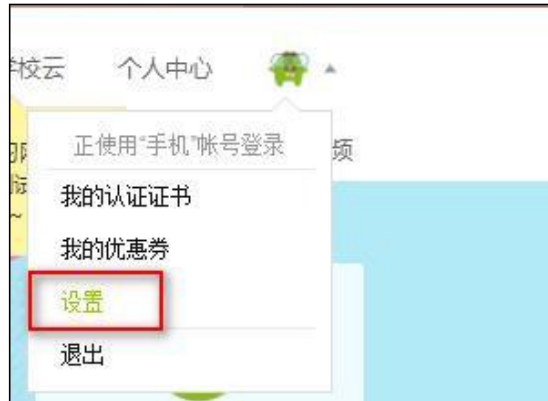 校云 个人中心
正使用“手机”帐号登录
频
我的认证证书
我的优惠券
设置
退出